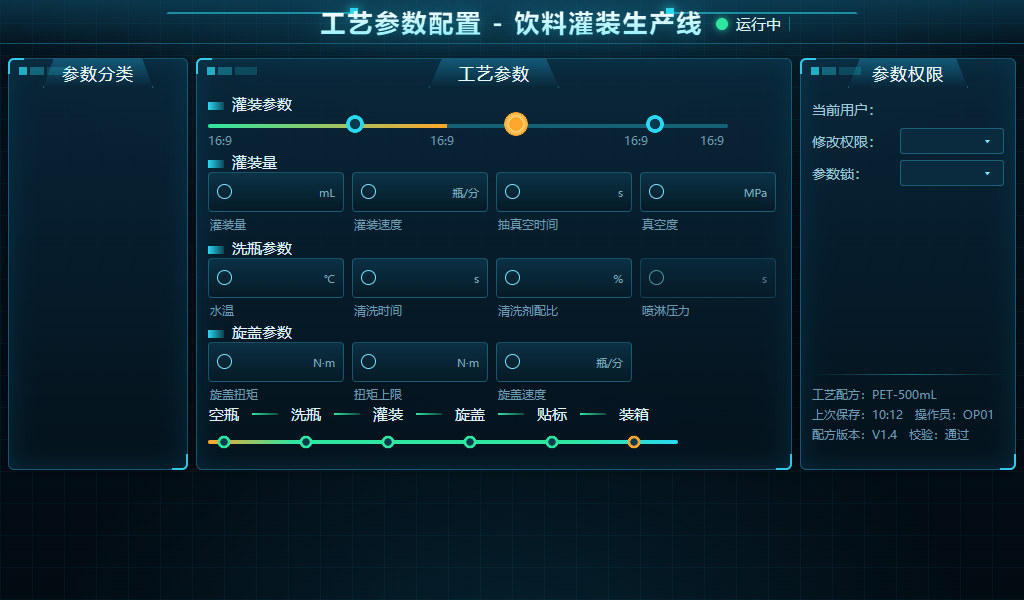 工艺参数配置 - 饮料灌装生产线
运行中
参数分类
工艺参数
灌装参数
16:9 16:9 16:9 16:9
灌装量
mL 瓶/分 s MPa
灌装量 灌装速度 抽真空时间 真空度
洗瓶参数
℃ s % s
水温 清洗时间 清洗剂配比 喷淋压力
旋盖参数
N·m N·m 瓶/分
旋盖扭矩 扭矩上限 旋盖速度
空瓶 洗瓶 灌装 旋盖 贴标 装箱
参数权限
当前用户:
修改权限:
参数锁:
工艺配方: PET-500mL
上次保存: 10:12 操作员: OP01
配方版本: V1.4 校验: 通过